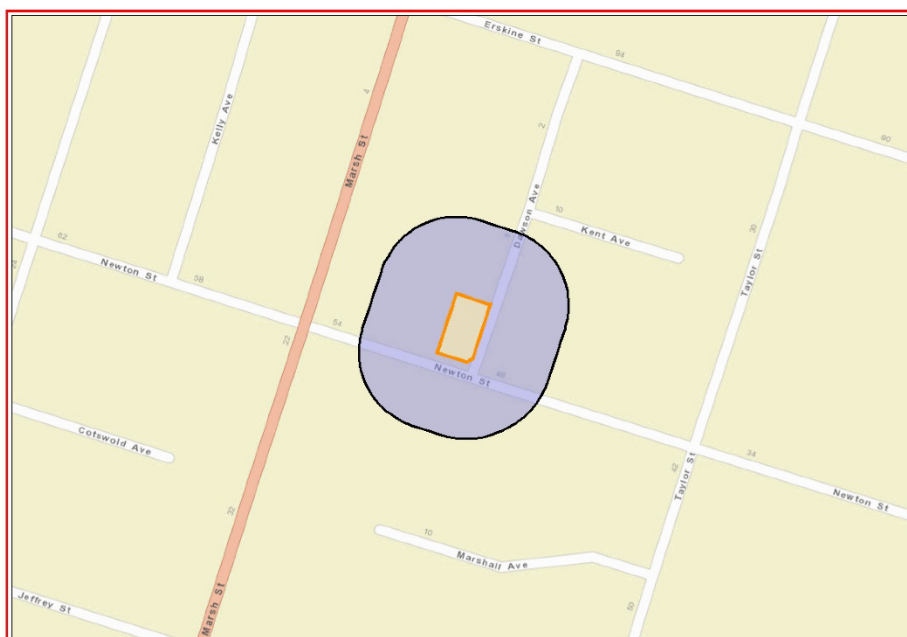 Erskine St
94
90
4
2
Kelly Ave
Marsh St
Dawson Ave
10
Kent Ave
30
Taylor St
62
Newton St
58
24
54
22
Newton St
Cotswold Ave
42
34
Taylor St
Newton St
32
10
Marshall Ave
Jeffrey St
Marsh St
50